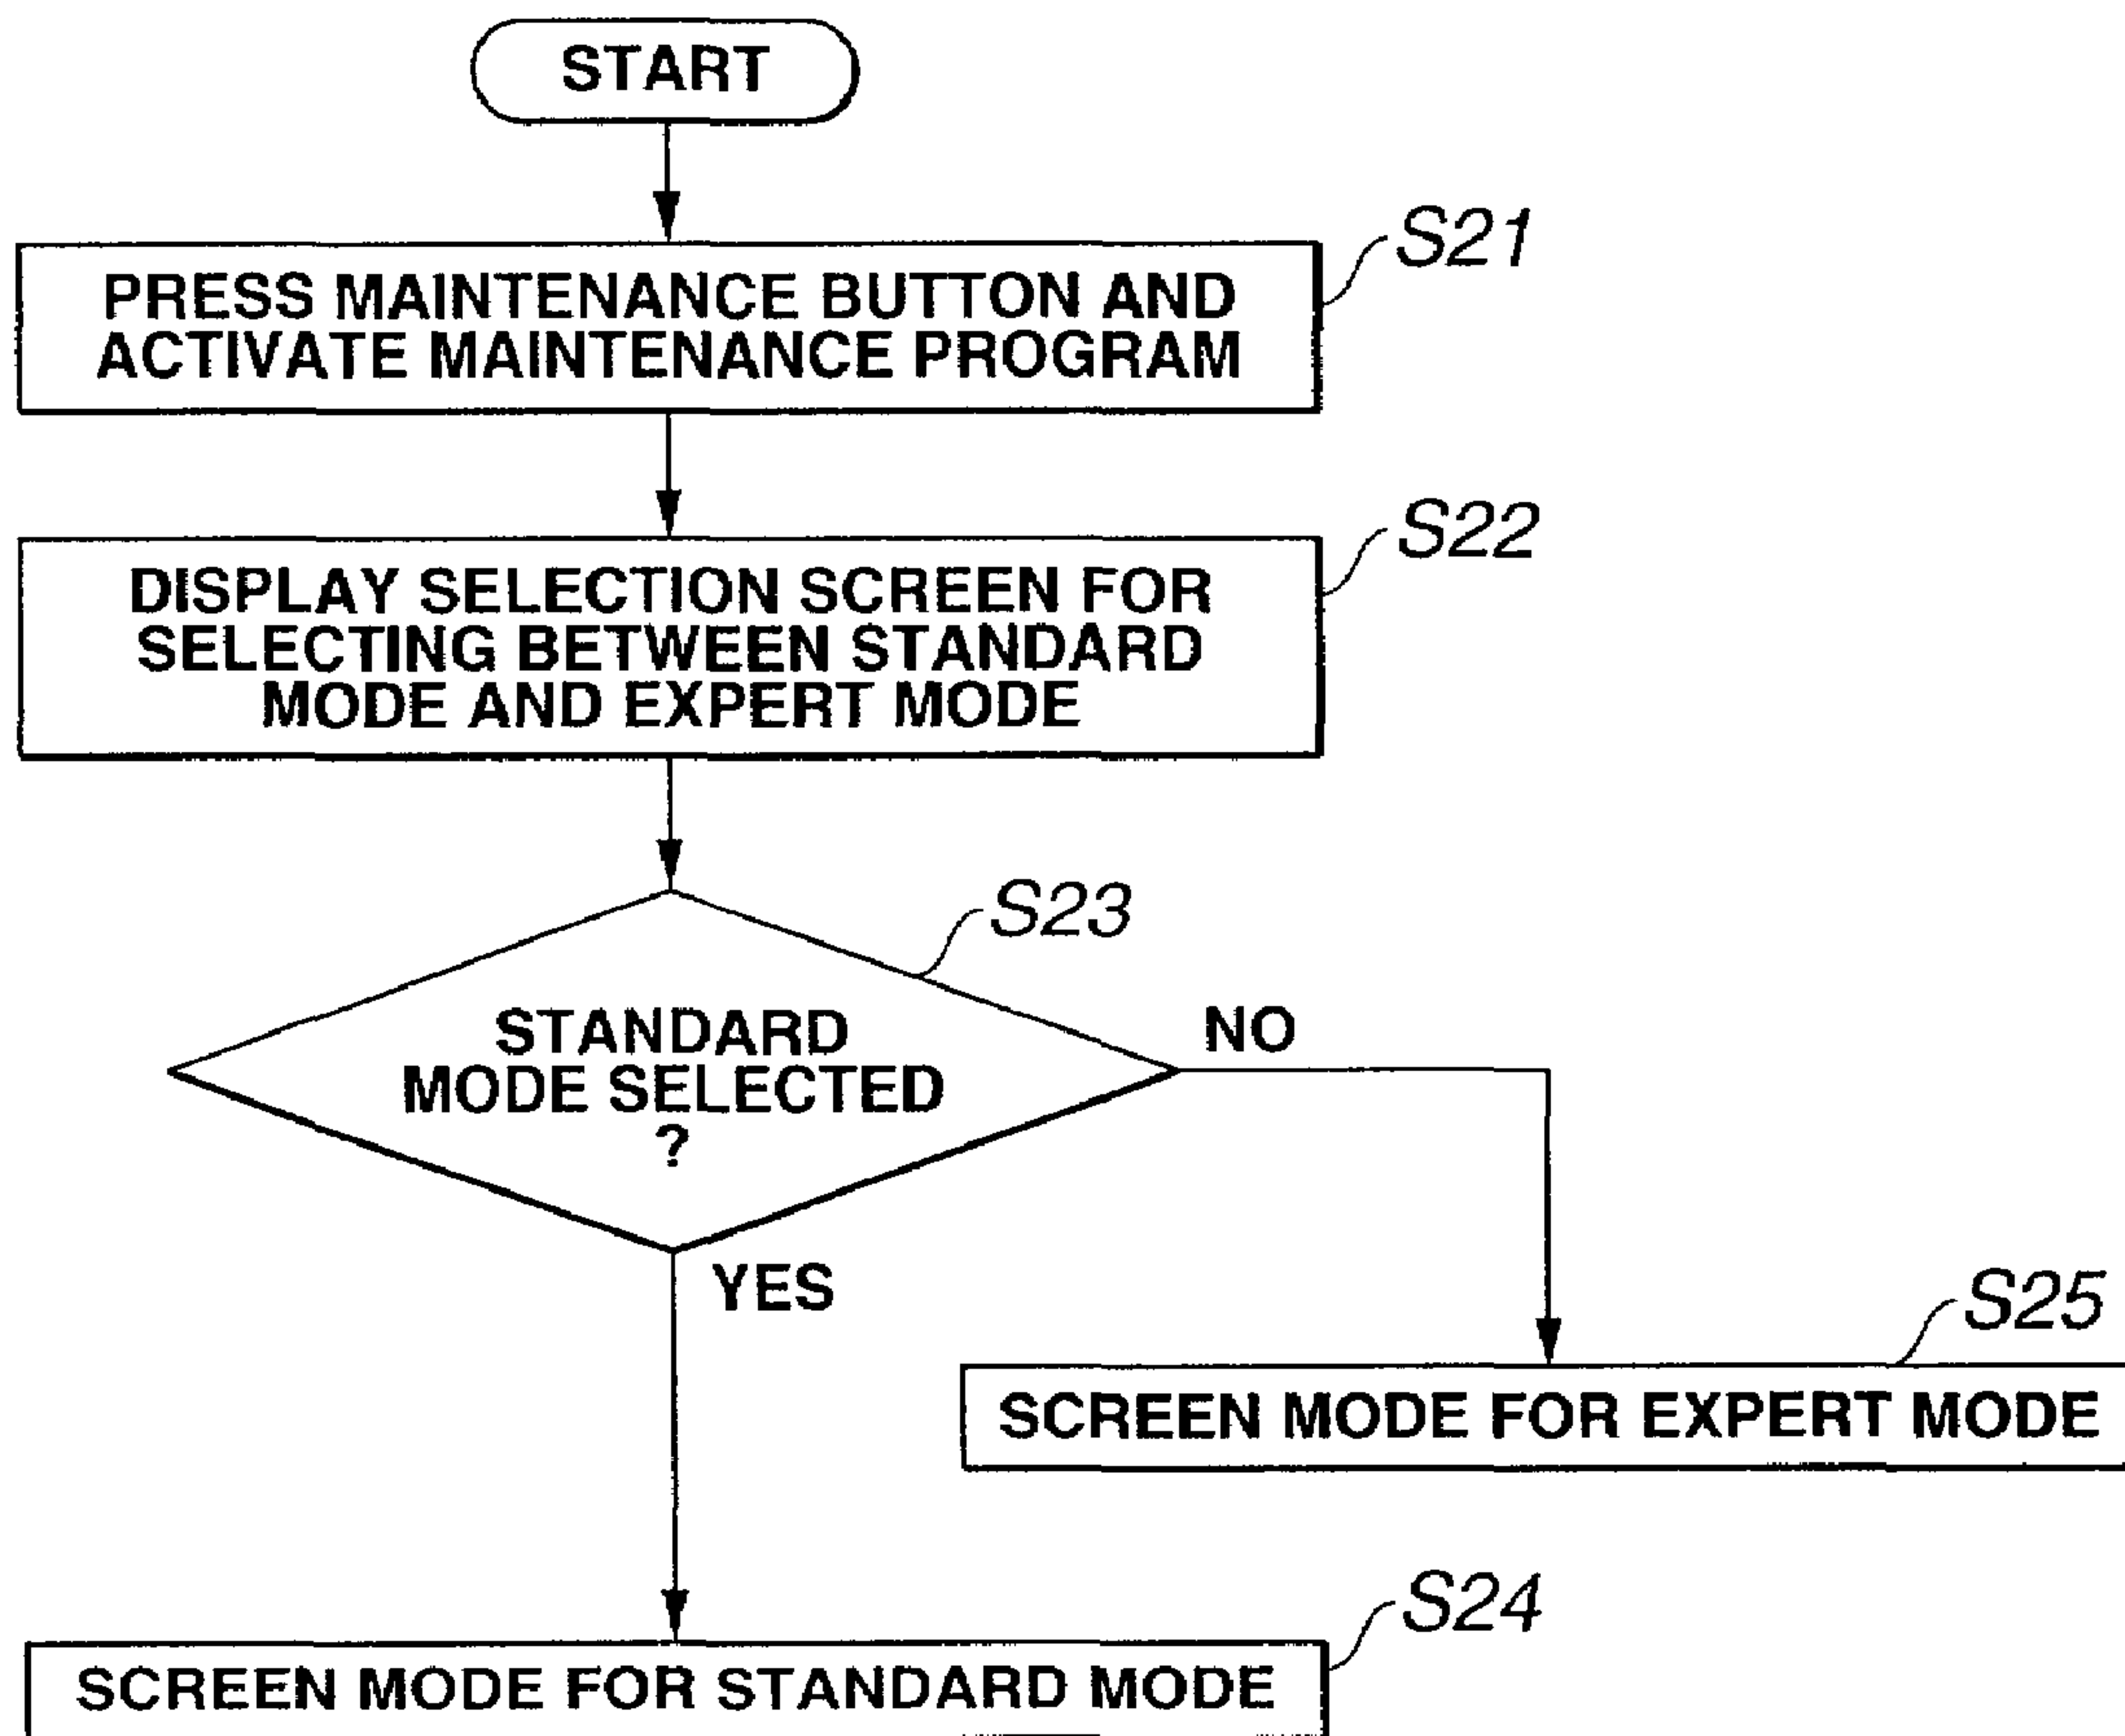 START
S21
PRESS MAINTENANCE BUTTON AND
ACTIVATE MAINTENANCE PROGRAM
S22
DISPLAY SELECTION SCREEN FOR
SELECTING BETWEEN STANDARD
MODE AND EXPERT MODE
S23
STANDARD
MODE SELECTED
?
NO
YES
S25
SCREEN MODE FOR EXPERT MODE
S24
SCREEN MODE FOR STANDARD MODE